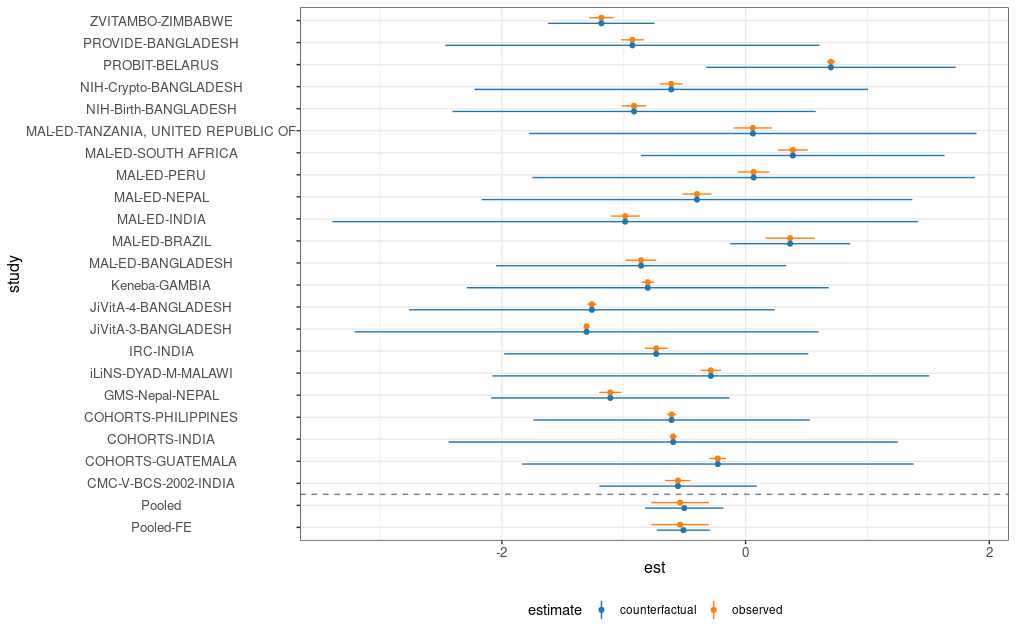 study
ZVITAMBO-ZIMBABWE
PROVIDE-BANGLADESH
PROBIT-BELARUS
NIH-Crypto-BANGLADESH
NIH-Birth-BANGLADESH
MAL-ED-TANZANIA, UNITED REPUBLIC OF
MAL-ED-SOUTH AFRICA
MAL-ED-PERU
MAL-ED-NEPAL
MAL-ED-INDIA
MAL-ED-BRAZIL
MAL-ED-BANGLADESH
Keneba-GAMBIA
JiVitA-4-BANGLADESH
JiVitA-3-BANGLADESH
IRC-INDIA
iLiNS-DYAD-M-MALAWI
GMS-Nepal-NEPAL
COHORTS-PHILIPPINES
COHORTS-INDIA
COHORTS-GUATEMALA
CMC-V-BCS-2002-INDIA
Pooled
Pooled-FE
-2 0 2
est
estimate counterfactual observed